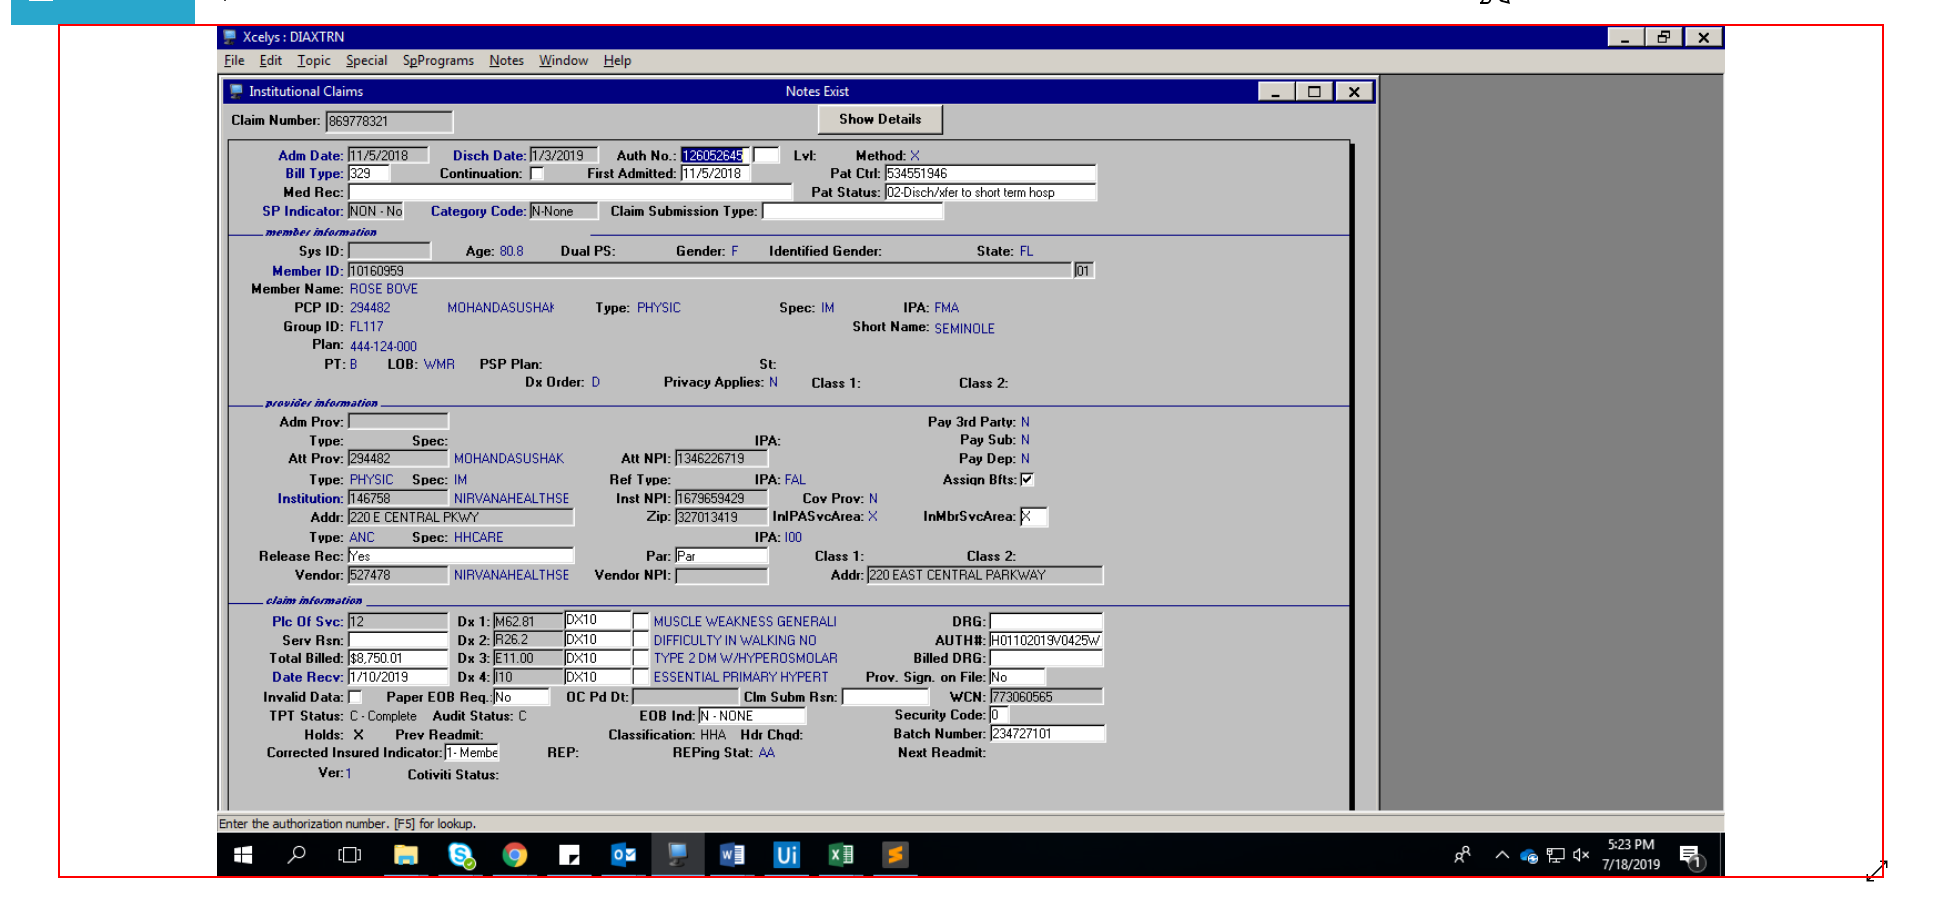 Xcelys : DIAXTRN
File Edit Topic Special SpPrograms Notes Window Help
Institutional Claims Notes Exist
Claim Number: 869778321 Show Details
Adm Date: 11/5/2018 Disch Date: 1/3/2019 Auth No.: 126052645 Lvl: Method: X
Bill Type: 329 Continuation: First Admitted: 11/5/2018 Pat Ctrl: 534551946
Med Rec: Pat Status: 02-Disch/xfer to short term hosp
SP Indicator: NON - No Category Code: N-None Claim Submission Type:
member information
Sys ID: Age: 80.8 Dual PS: Gender: F Identified Gender: State: FL
Member ID: 10160959 01
Member Name: ROSE BOVE
PCP ID: 294482 MOHANDASUSHAK Type: PHYSIC Spec: IM IPA: FMA
Group ID: FL117 Short Name: SEMINOLE
Plan: 444-124-000
PT: B LOB: WMR PSP Plan: St:
Dx Order: D Privacy Applies: N Class 1: Class 2:
provider information
Adm Prov: Pay 3rd Party: N
Type: Spec: IPA: Pay Sub: N
Att Prov: 294482 MOHANDASUSHAK Att NPI: 1346226719 Pay Dep: N
Type: PHYSIC Spec: IM Ref Type: IPA: FAL Assign Bfts:
Institution: 146758 NIRVANAHEALTHSE Inst NPI: 1679659429 Cov Prov: N
Addr: 220 E CENTRAL PKWY Zip: 327013419 InIPASvcArea: X InMbrSvcArea: X
Type: ANC Spec: HHCARE IPA: I00
Release Rec: Yes Par: Par Class 1: Class 2:
Vendor: 527478 NIRVANAHEALTHSE Vendor NPI: Addr: 220 EAST CENTRAL PARKWAY
claim information
Plc Of Svc: 12 Dx 1: M62.81 DX10 MUSCLE WEAKNESS GENERALI DRG:
Serv Rsn: Dx 2: R26.2 DX10 DIFFICULTY IN WALKING NO AUTH#: H01102019V0425W
Total Billed: $8,750.01 Dx 3: E11.00 DX10 TYPE 2 DM W/HYPEROSMOLAR Billed DRG:
Date Recv: 1/10/2019 Dx 4: I10 DX10 ESSENTIAL PRIMARY HYPERT Prov. Sign. on File: No
Invalid Data: Paper EOB Req.: No OC Pd Dt: Clm Subm Rsn: WCN: 773060565
TPT Status: C - Complete Audit Status: C EOB Ind: N - NONE Security Code: 0
Holds: X Prev Readmit: Classification: HHA Hdr Chgd: Batch Number: 234727101
Corrected Insured Indicator: 1- Membe REP: REPing Stat: AA Next Readmit:
Ver: 1 Cotiviti Status:
Enter the authorization number. [F5] for lookup.
5:23 PM
7/18/2019
1